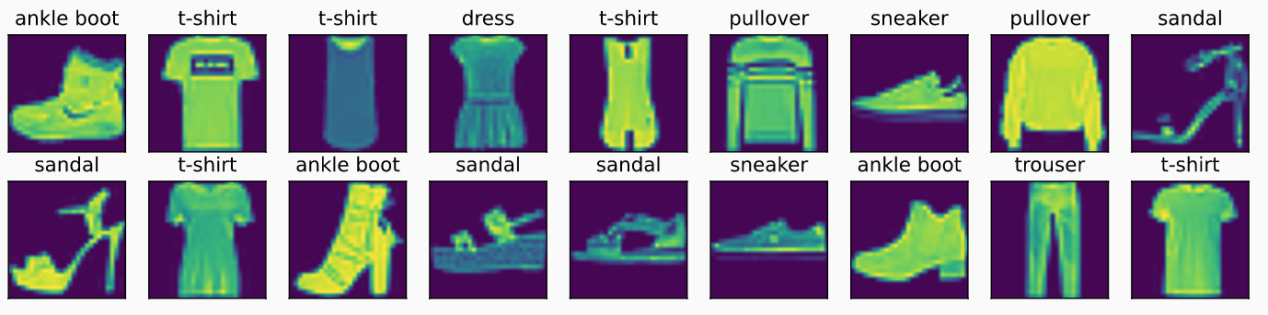 ankle boot t-shirt t-shirt dress t-shirt pullover sneaker pullover sandal
sandal t-shirt ankle boot sandal sandal sneaker ankle boot trouser t-shirt